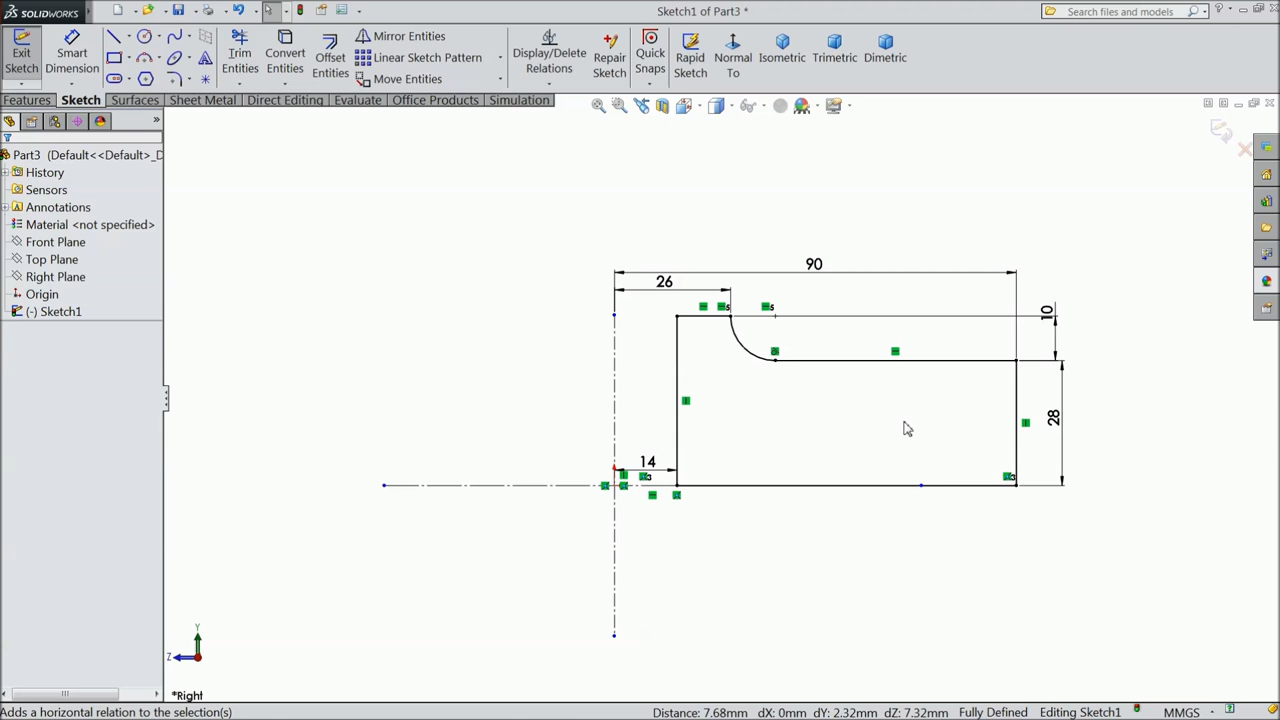 SOLIDWORKS
Sketch1 of Part3 *
Search files and models
Exit Sketch
Smart Dimension
Trim Entities
Convert Entities
Offset Entities
Mirror Entities
Linear Sketch Pattern
Move Entities
Display/Delete Relations
Repair Sketch
Quick Snaps
Rapid Sketch
Normal To
Isometric
Trimetric
Dimetric
Features
Sketch
Surfaces
Sheet Metal
Direct Editing
Evaluate
Office Products
Simulation
Part3 (Default<<Default>_D
History
Sensors
Annotations
Material <not specified>
Front Plane
Top Plane
Right Plane
Origin
(-) Sketch1
90
26
10
28
14
5
5
3
3
Y
Z
*Right
Adds a horizontal relation to the selection(s)
Distance: 7.68mm dX: 0mm dY: 2.32mm dZ: 7.32mm Fully Defined Editing Sketch1 MMGS